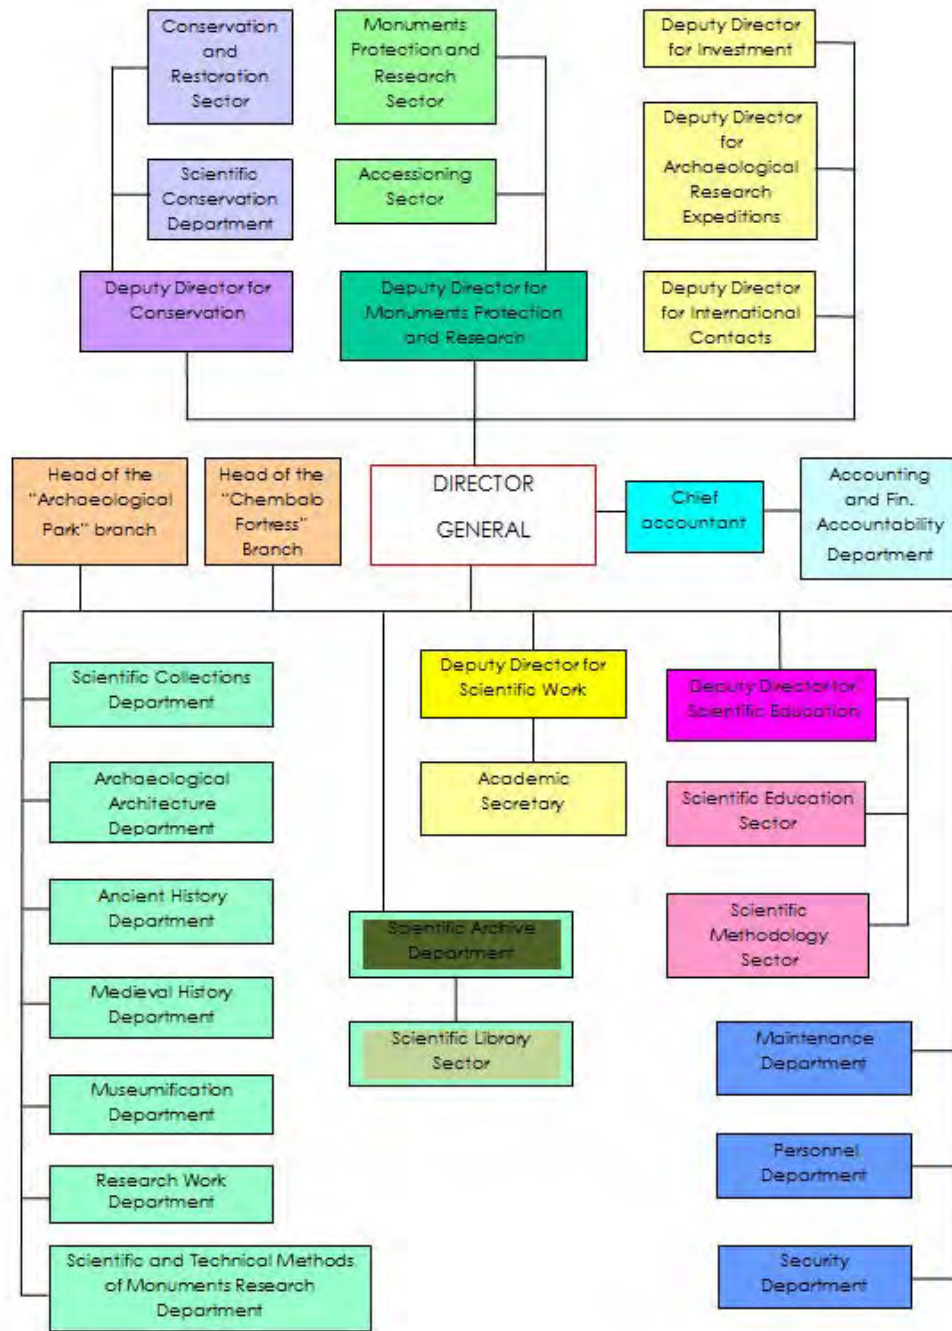 Conservation
and
Restoration
Sector
Monuments
Protection and
Research
Sector
Deputy Director
for Investment
Scientific
Conservation
Department
Accessioning
Sector
Deputy Director
for
Archaeological
Research
Expeditions
Deputy Director for
Conservation
Deputy Director for
Monuments Protection
and Research
Deputy Director
for International
Contacts
Head of the
"Archaeological
Park" branch
Head of the
"Chembalo
Fortress"
Branch
DIRECTOR
GENERAL
Chief
accountant
Accounting
and Fin.
Accountability
Department
Scientific Collections
Department
Archaeological
Architecture
Department
Ancient History
Department
Medieval History
Department
Museumification
Department
Research Work
Department
Scientific and Technical Methods
of Monuments Research
Department
Deputy Director for
Scientific Work
Academic
Secretary
Scientific Archive
Department
Scientific Library
Sector
Deputy Director for
Scientific Education
Scientific Education
Sector
Scientific
Methodology
Sector
Maintenance
Department
Personnel
Department
Security
Department